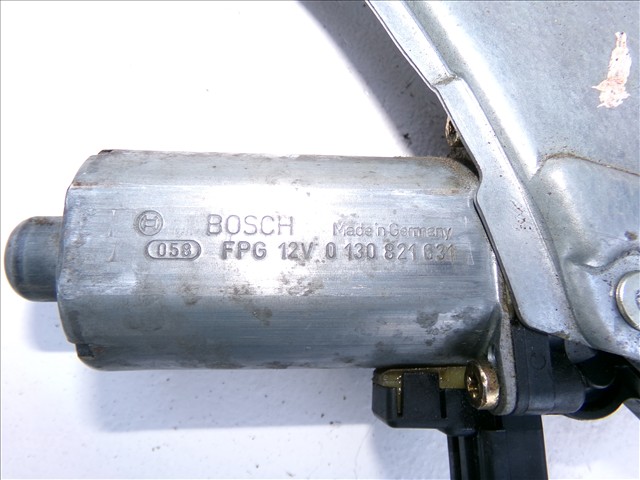 BOSCH Made in Germany
058 FPG 12V 0 130 821 631